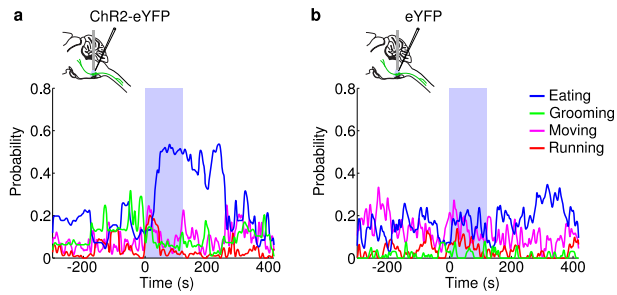 a ChR2-eYFP
b eYFP
Probability
0.8
0.6
0.4
0.2
0
-200 0 200 400
Time (s)
Probability
0.8
0.6
0.4
0.2
0
-200 0 200 400
Time (s)
Eating
Grooming
Moving
Running